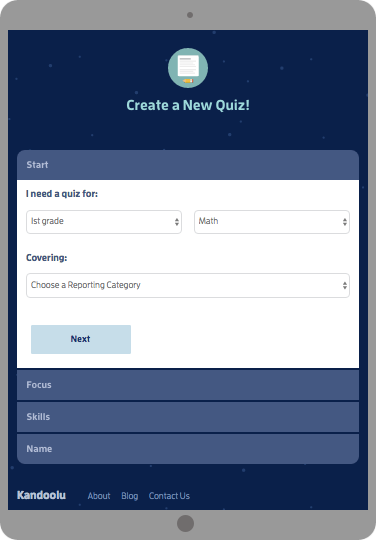 Create a New Quiz!
Start
I need a quiz for:
Ist grade Math
Covering:
Choose a Reporting Category
Next
Focus
Skills
Name
Kandoolu About Blog Contact Us